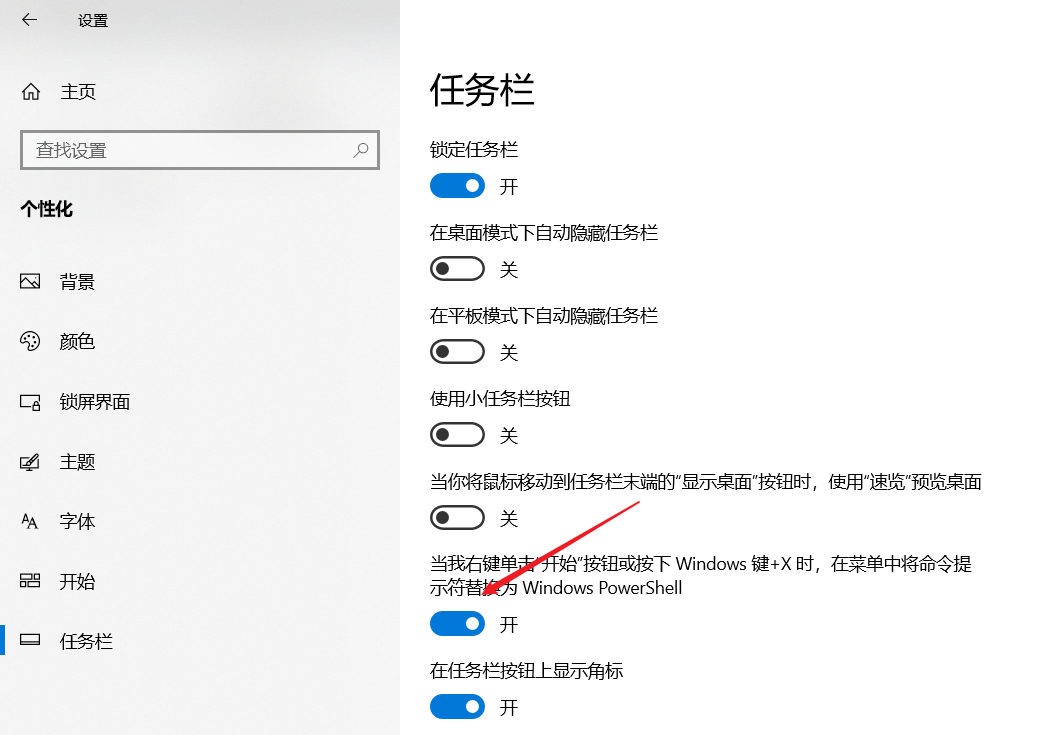 设置
主页
查找设置
个性化
背景
颜色
锁屏界面
主题
字体
开始
任务栏
任务栏
锁定任务栏
开
在桌面模式下自动隐藏任务栏
关
在平板模式下自动隐藏任务栏
关
使用小任务栏按钮
关
当你将鼠标移动到任务栏末端的“显示桌面”按钮时，使用“速览”预览桌面
关
当我右键单击“开始”按钮或按下 Windows 键+X 时，在菜单中将命令提
示符替换为 Windows PowerShell
开
在任务栏按钮上显示角标
开